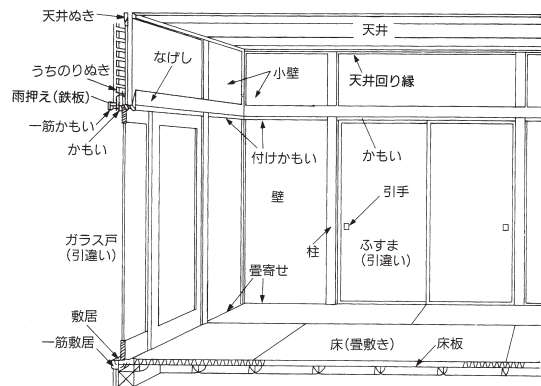 天井ぬき
天井
なげし
小壁
天井回り縁
うちのりぬき
雨押え(鉄板)
一筋かもい
かもい
付けかもい
かもい
壁
引手
柱
ふすま
(引違い)
ガラス戸
(引違い)
畳寄せ
敷居
一筋敷居
床(畳敷き)
床板